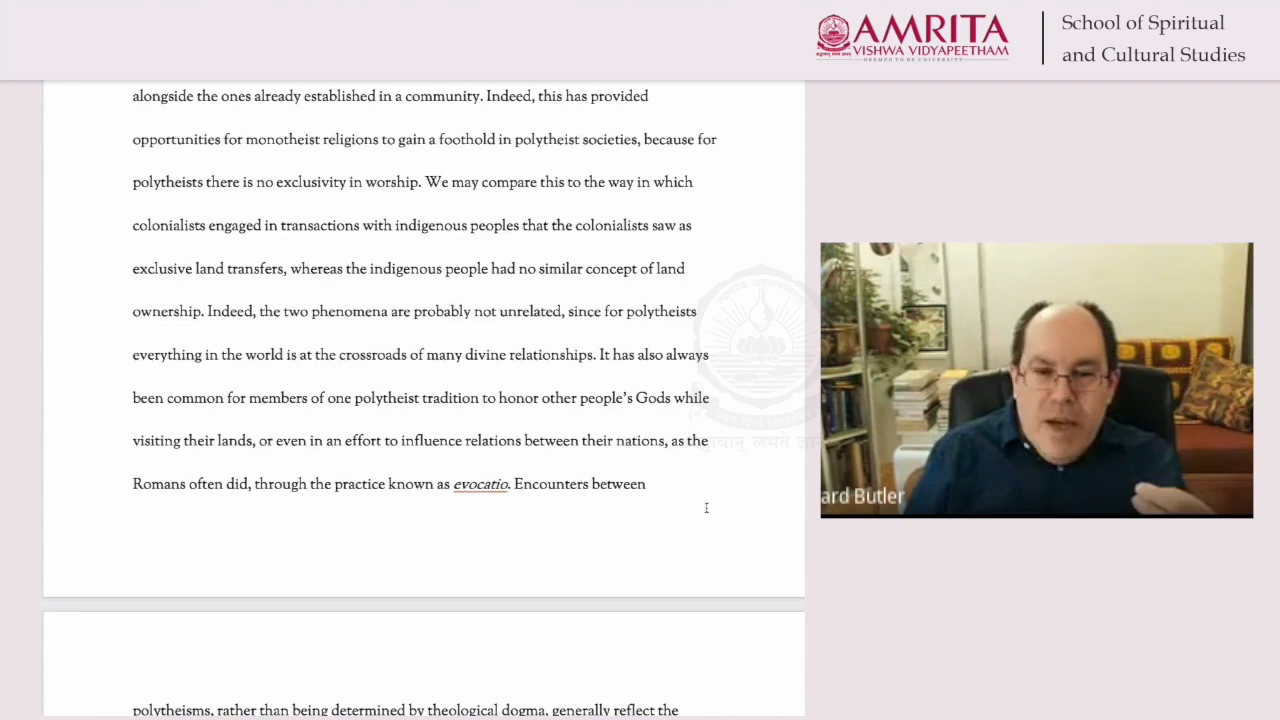 AMRITA
VISHWA VIDYAPEETHAM
DEEMED TO BE UNIVERSITY
School of Spiritual
and Cultural Studies
alongside the ones already established in a community. Indeed, this has provided
opportunities for monotheist religions to gain a foothold in polytheist societies, because for
polytheists there is no exclusivity in worship. We may compare this to the way in which
colonialists engaged in transactions with indigenous peoples that the colonialists saw as
exclusive land transfers, whereas the indigenous people had no similar concept of land
ownership. Indeed, the two phenomena are probably not unrelated, since for polytheists
everything in the world is at the crossroads of many divine relationships. It has also always
been common for members of one polytheist tradition to honor other people's Gods while
visiting their lands, or even in an effort to influence relations between their nations, as the
Romans often did, through the practice known as evocatio. Encounters between
polytheisms, rather than being determined by theological dogma, generally reflect the
ard Butler